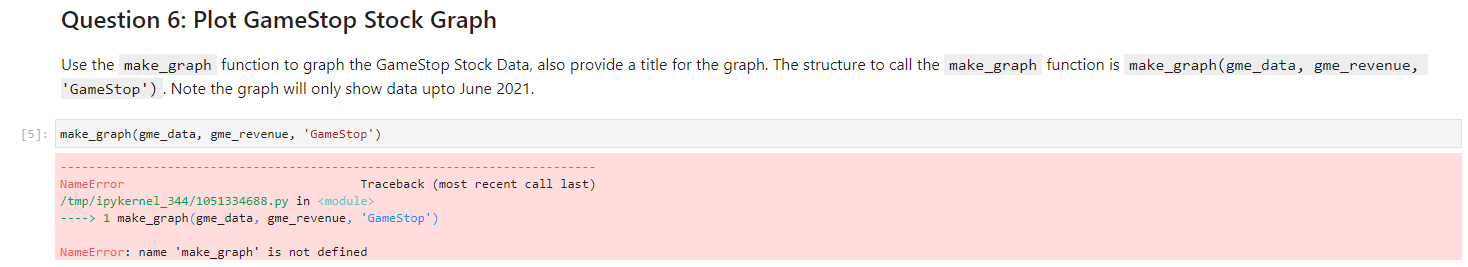 Question 6: Plot GameStop Stock Graph
Use the make_graph function to graph the GameStop Stock Data, also provide a title for the graph. The structure to call the make_graph function is make_graph(gme_data, gme_revenue,
'GameStop') . Note the graph will only show data upto June 2021.
[5]: make_graph(gme_data, gme_revenue, 'GameStop')
---------------------------------------------------------------------------
NameError                                 Traceback (most recent call last)
/tmp/ipykernel_344/1051334688.py in <module>
----> 1 make_graph(gme_data, gme_revenue, 'GameStop')
NameError: name 'make_graph' is not defined